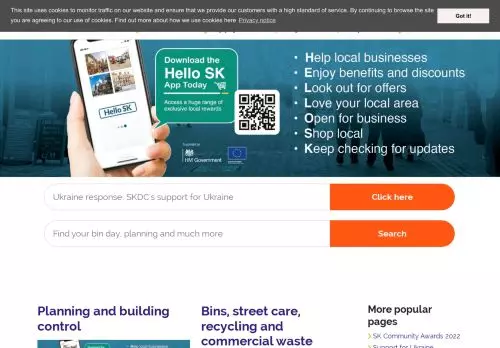 This site uses cookies to monitor traffic on our website and ensure that we provide our customers with a high standard of service. By continuing to browse the site
you are agreeing to our use of cookies. Find out more about how we use cookies here Privacy notice
Got it!
Download the
Hello SK
App Today
Access a huge range of
exclusive local rewards
Hello SK
HM Government
Help local businesses
Enjoy benefits and discounts
Look out for offers
Love your local area
Open for business
Shop local
Keep checking for updates
Ukraine response: SKDC's support for Ukraine
Click here
Find your bin day, planning and much more
Search
Planning and building
control
Bins, street care,
recycling and
commercial waste
More popular
pages
SK Community Awards 2022
Support for Ukraine